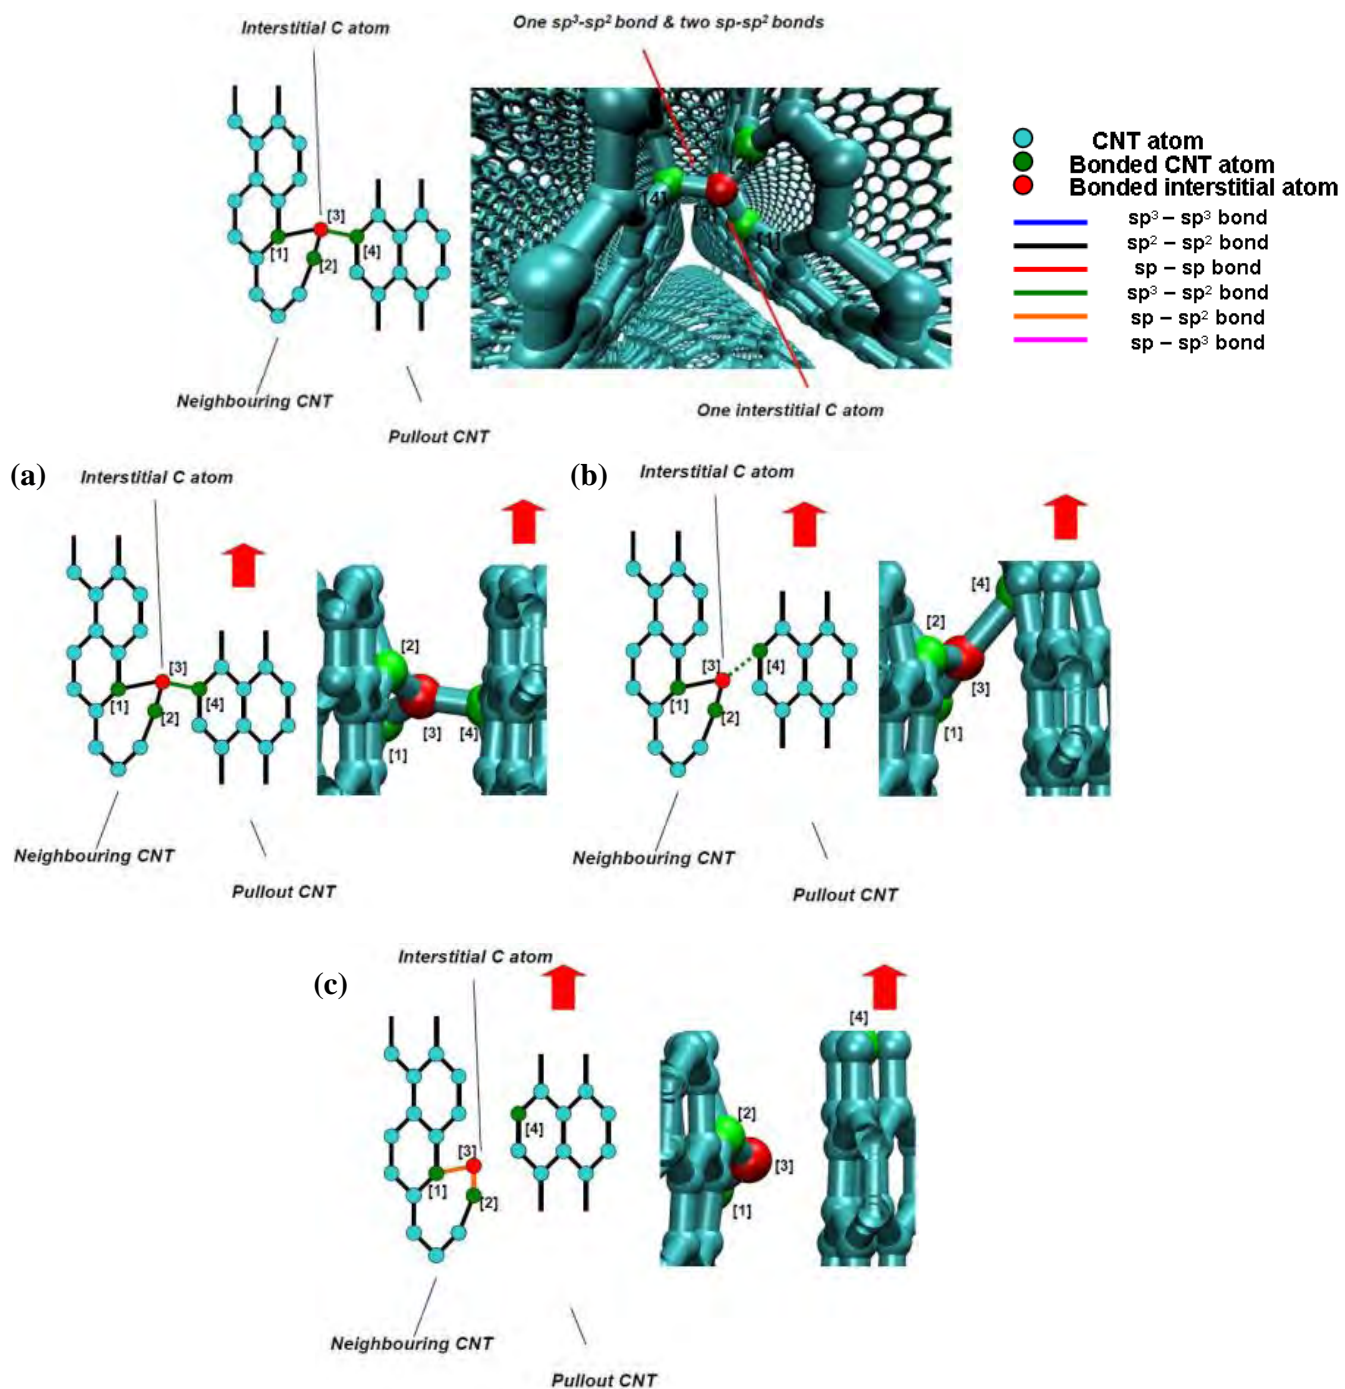 Interstitial C atom
One sp³-sp² bond & two sp-sp² bonds
[3]
[1]
[4]
[2]
[4]
[1]
Neighbouring CNT
Pullout CNT
One interstitial C atom
CNT atom
Bonded CNT atom
Bonded interstitial atom
sp³ – sp³ bond
sp² – sp² bond
sp – sp bond
sp³ – sp² bond
sp – sp² bond
sp – sp³ bond
(a)
Interstitial C atom
[3]
[1]
[4]
[2]
[2]
[3]
[4]
[1]
Neighbouring CNT
Pullout CNT
(b)
Interstitial C atom
[3]
[4]
[1]
[2]
[4]
[2]
[3]
[1]
Neighbouring CNT
Pullout CNT
(c)
Interstitial C atom
[4]
[3]
[1]
[2]
[4]
[2]
[3]
[1]
Neighbouring CNT
Pullout CNT